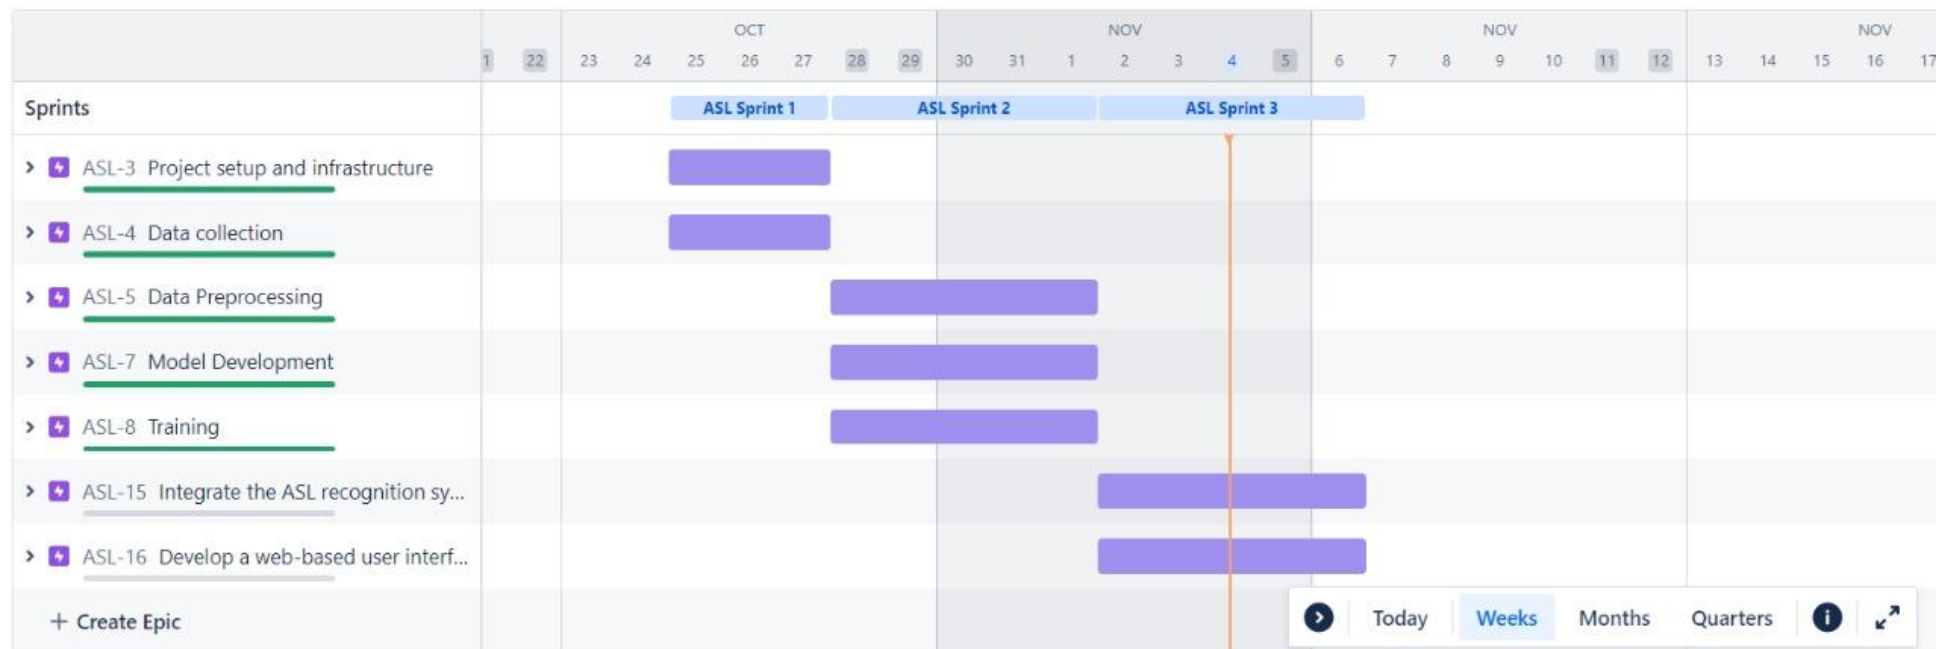 OCT NOV NOV NOV
1 22 23 24 25 26 27 28 29 30 31 1 2 3 4 5 6 7 8 9 10 11 12 13 14 15 16 17
Sprints ASL Sprint 1 ASL Sprint 2 ASL Sprint 3
ASL-3 Project setup and infrastructure
ASL-4 Data collection
ASL-5 Data Preprocessing
ASL-7 Model Development
ASL-8 Training
ASL-15 Integrate the ASL recognition sy...
ASL-16 Develop a web-based user interf...
+ Create Epic
Today Weeks Months Quarters